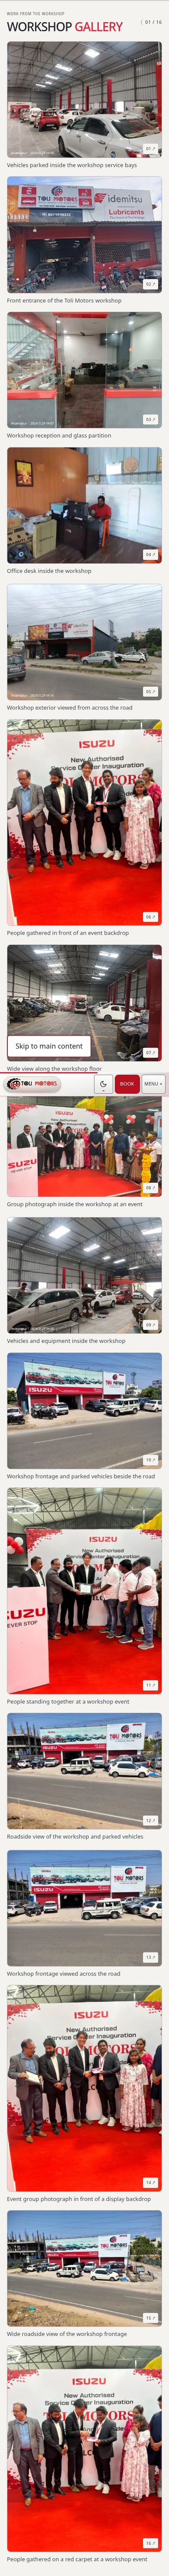 WORK FROM THE WORKSHOP
WORKSHOP GALLERY
01 / 16
01 ↗
Vehicles parked inside the workshop service bays
TOLI MOTORS
idemitsu
Lubricants
02 ↗
Front entrance of the Toli Motors workshop
03 ↗
Workshop reception and glass partition
04 ↗
Office desk inside the workshop
05 ↗
Workshop exterior viewed from across the road
ISUZU
New Authorised
Service Center Inauguration
06 ↗
People gathered in front of an event backdrop
Skip to main content
07 ↗
Wide view along the workshop floor
TOLI MOTORS
BOOK
MENU +
ISUZU
SUZU
08 ↗
Group photograph inside the workshop at an event
09 ↗
Vehicles and equipment inside the workshop
ISUZU
TOLI MOTORS
10 ↗
Workshop frontage and parked vehicles beside the road
ISUZU
New Authorised
Service Center Inauguration
SUZU
EVER STOP
11 ↗
People standing together at a workshop event
ISUZU
TOLI MOTORS
12 ↗
Roadside view of the workshop and parked vehicles
ISUZU
TOLI MOTORS
13 ↗
Workshop frontage viewed across the road
ISUZU
New Authorised
Service Center Inauguration
14 ↗
Event group photograph in front of a display backdrop
TOLI MOTORS
15 ↗
Wide roadside view of the workshop frontage
ISUZU
New Authorised
Service Center Inauguration
16 ↗
People gathered on a red carpet at a workshop event